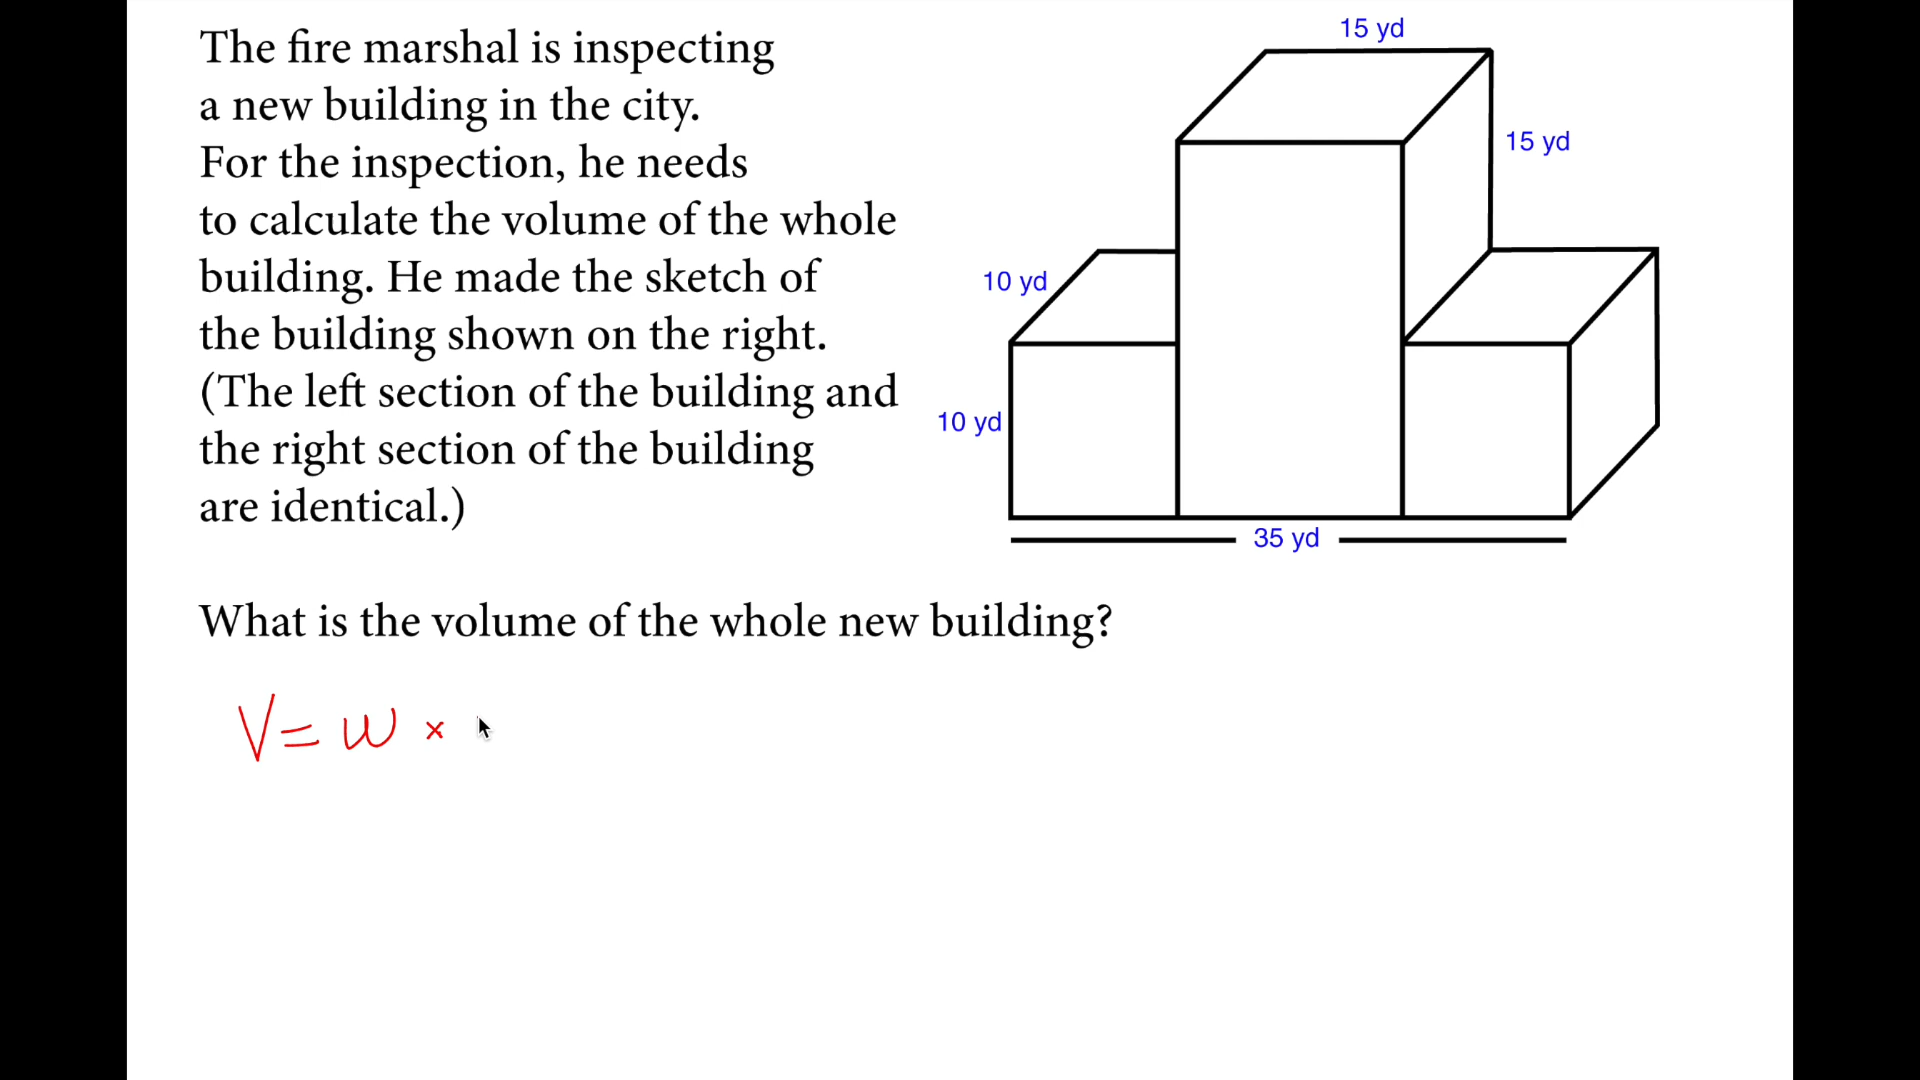 The fire marshal is inspecting
a new building in the city.
For the inspection, he needs
to calculate the volume of the whole
building. He made the sketch of
the building shown on the right.
(The left section of the building and
the right section of the building
are identical.)
15 yd
15 yd
10 yd
10 yd
35 yd
What is the volume of the whole new building?
V = w ×